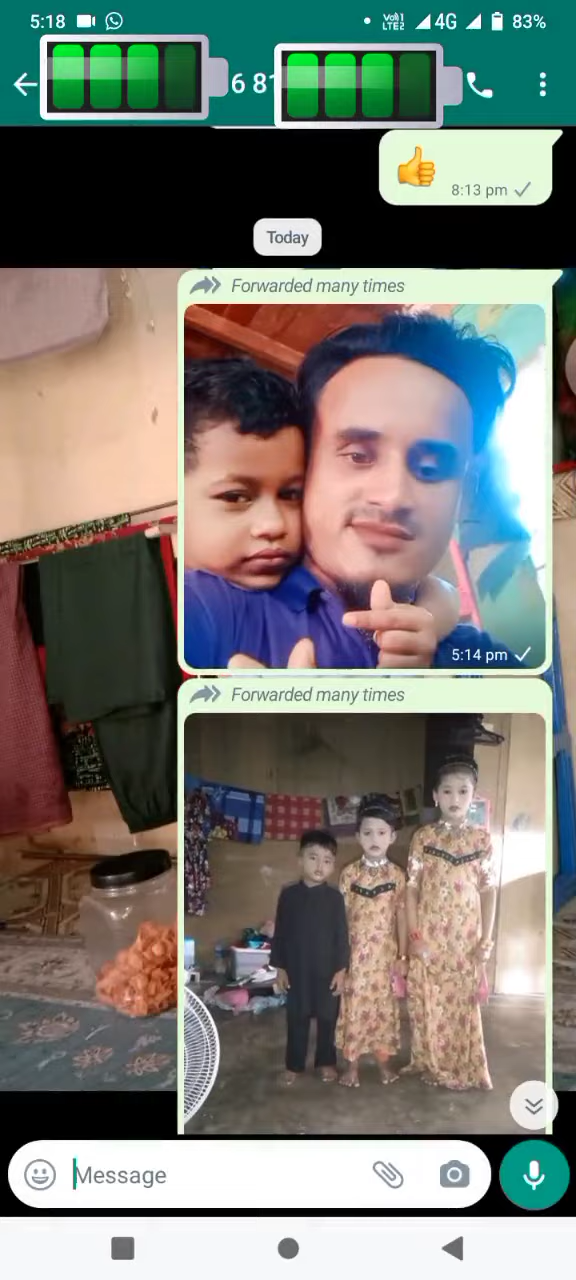 5:18
Vo))
LTE2
4G
83%
6 81
8:13 pm
Today
Forwarded many times
5:14 pm
Forwarded many times
Message